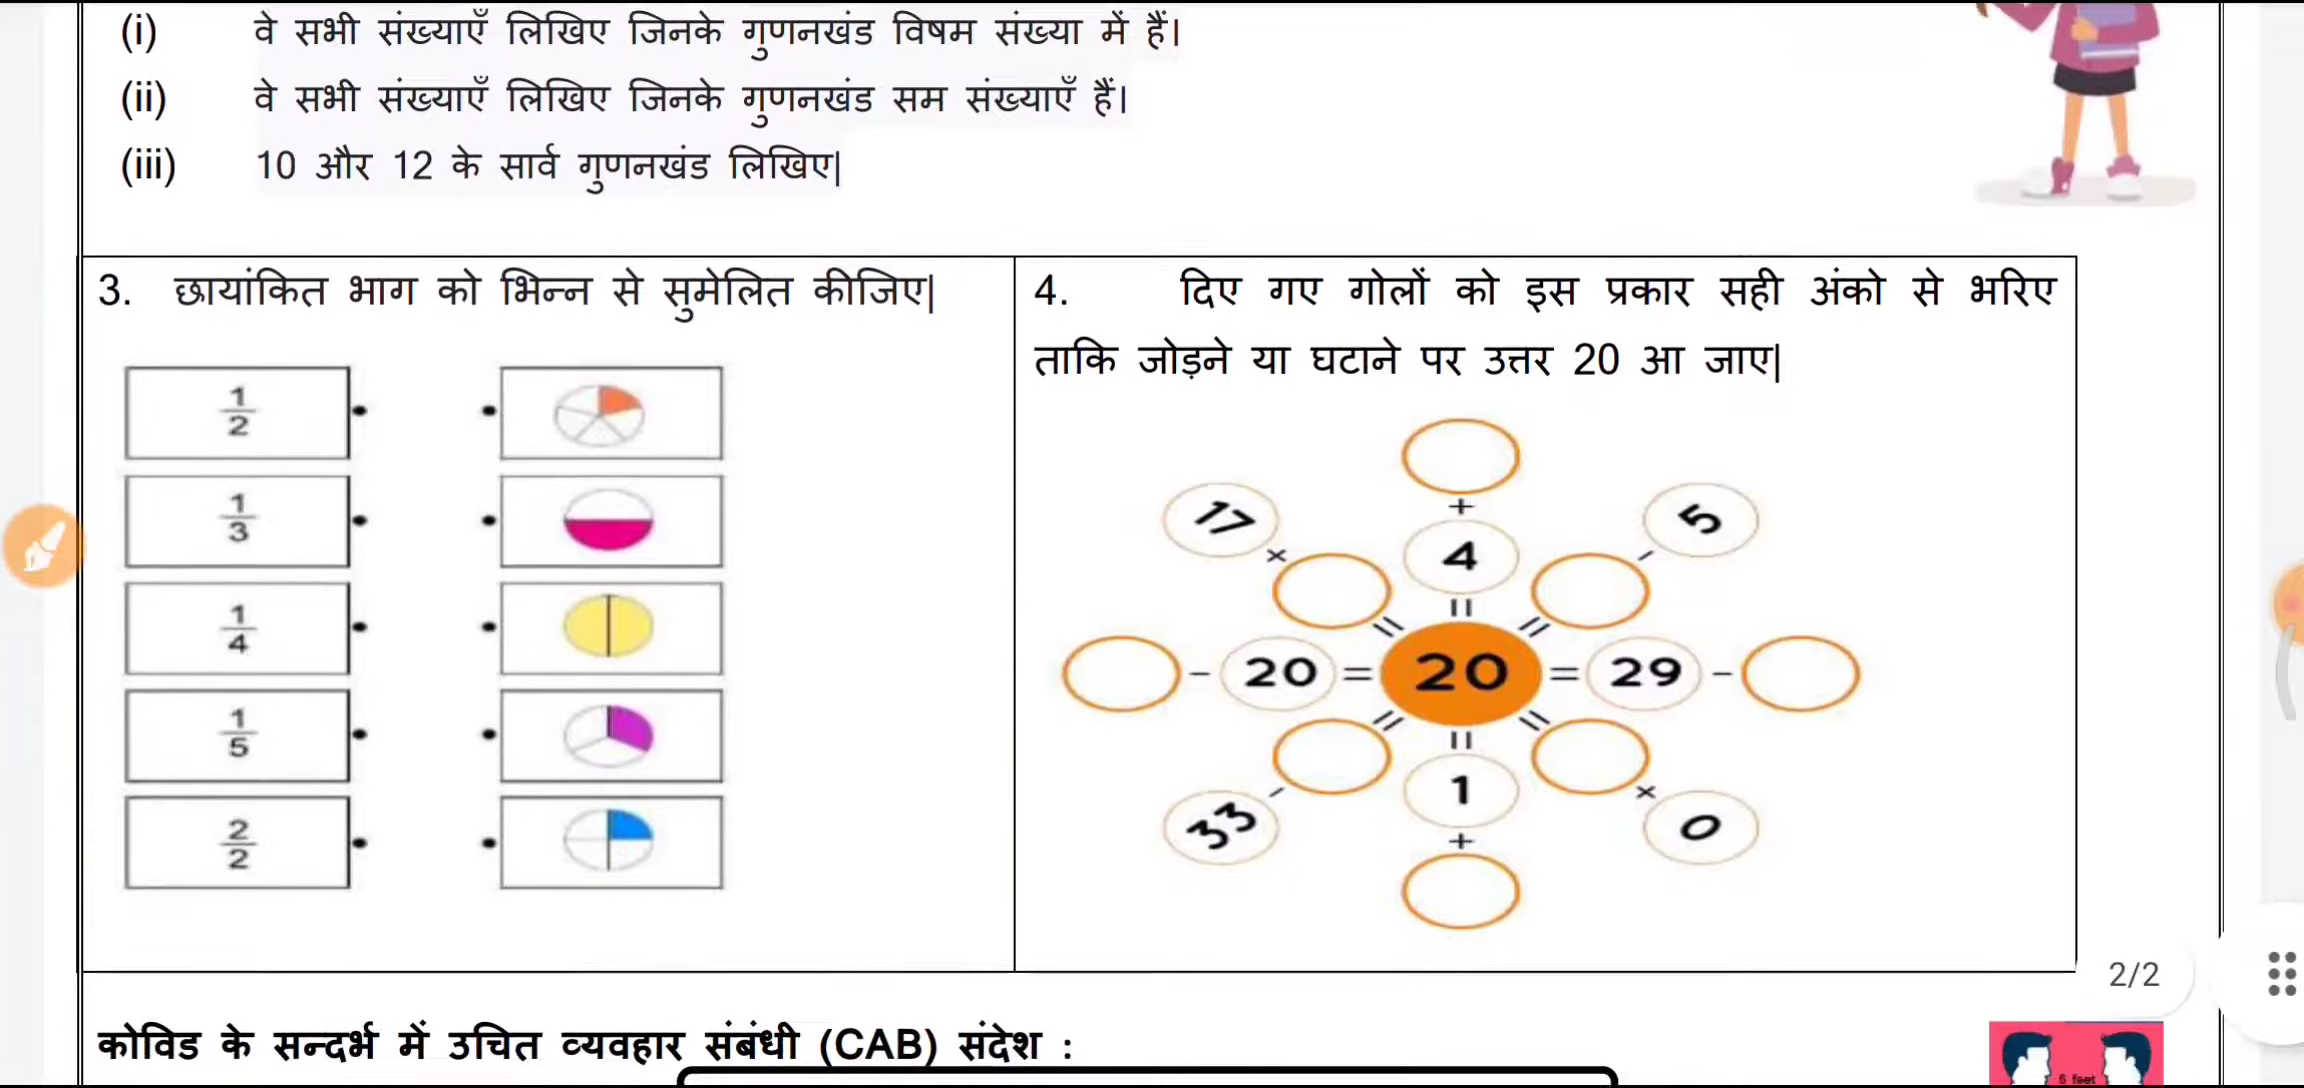 (i) वे सभी संख्याएँ लिखिए जिनके गुणनखंड विषम संख्या में हैं।
(ii) वे सभी संख्याएँ लिखिए जिनके गुणनखंड सम संख्याएँ हैं।
(iii) 10 और 12 के सार्व गुणनखंड लिखिए|
3. छायांकित भाग को भिन्न से सुमेलित कीजिए|
1/2
1/3
1/4
1/5
2/2
4. दिए गए गोलों को इस प्रकार सही अंको से भरिए
ताकि जोड़ने या घटाने पर उत्तर 20 आ जाए|
+
17 × 4 - 5
= = =
- 20 = 20 = 29 -
= = =
33 - 1 × 0
+
2/2
कोविड के सन्दर्भ में उचित व्यवहार संबंधी (CAB) संदेश :
6 feet